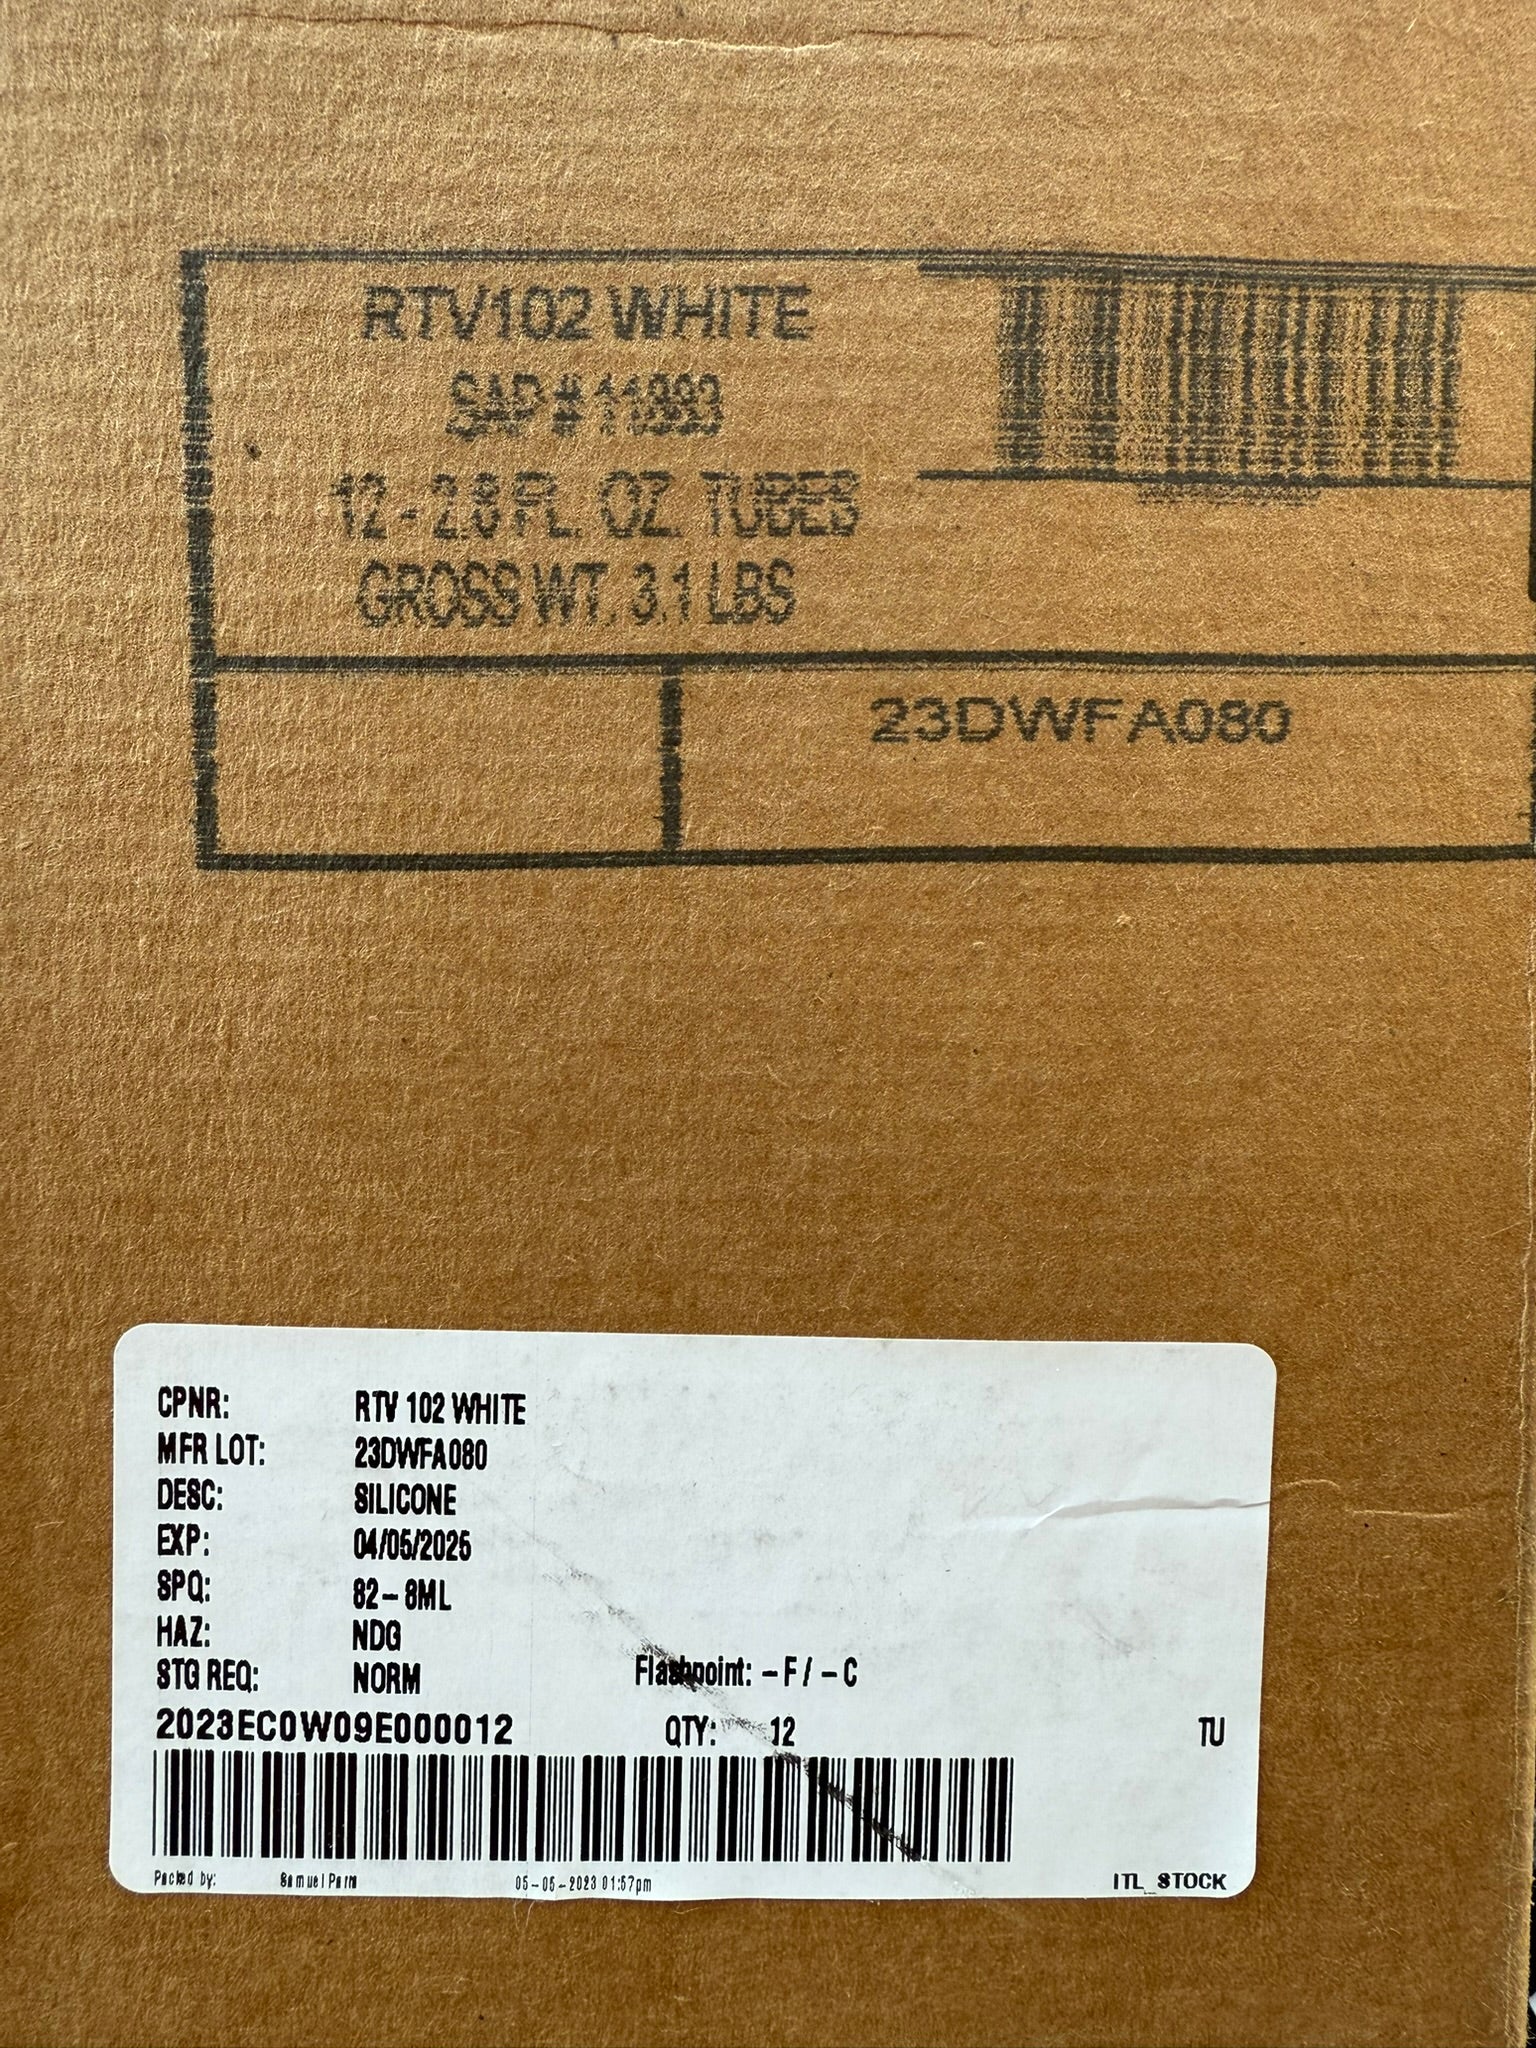 RTV102 WHITE
SAP #
12 - 2.8 FL. OZ. TUBES
GROSS WT. 3.1 LBS
23DWFA080
CPNR: RTV 102 WHITE
MFR LOT: 23DWFA080
DESC: SILICONE
EXP: 04/05/2025
SPQ: 82-8ML
HAZ: NDG
STG REQ: NORM Flashpoint: -F / -C
2023EC0W09E000012 QTY: 12 TU
Packed by: Samuel 05-05-2023 01:57pm ITL_STOCK